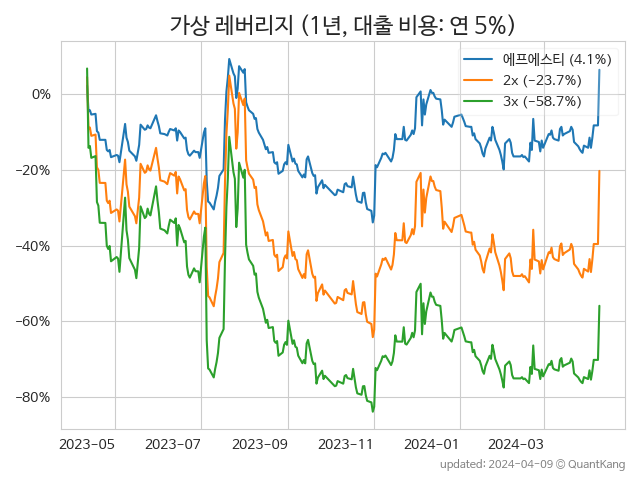 가상 레버리지 (1년, 대출 비용: 연 5%)
에프에스티 (4.1%)
2x (−23.7%)
3x (−58.7%)
0%
−20%
−40%
−60%
−80%
2023−05 2023−07 2023−09 2023−11 2024−01 2024−03
updated: 2024-04-09 © QuantKang